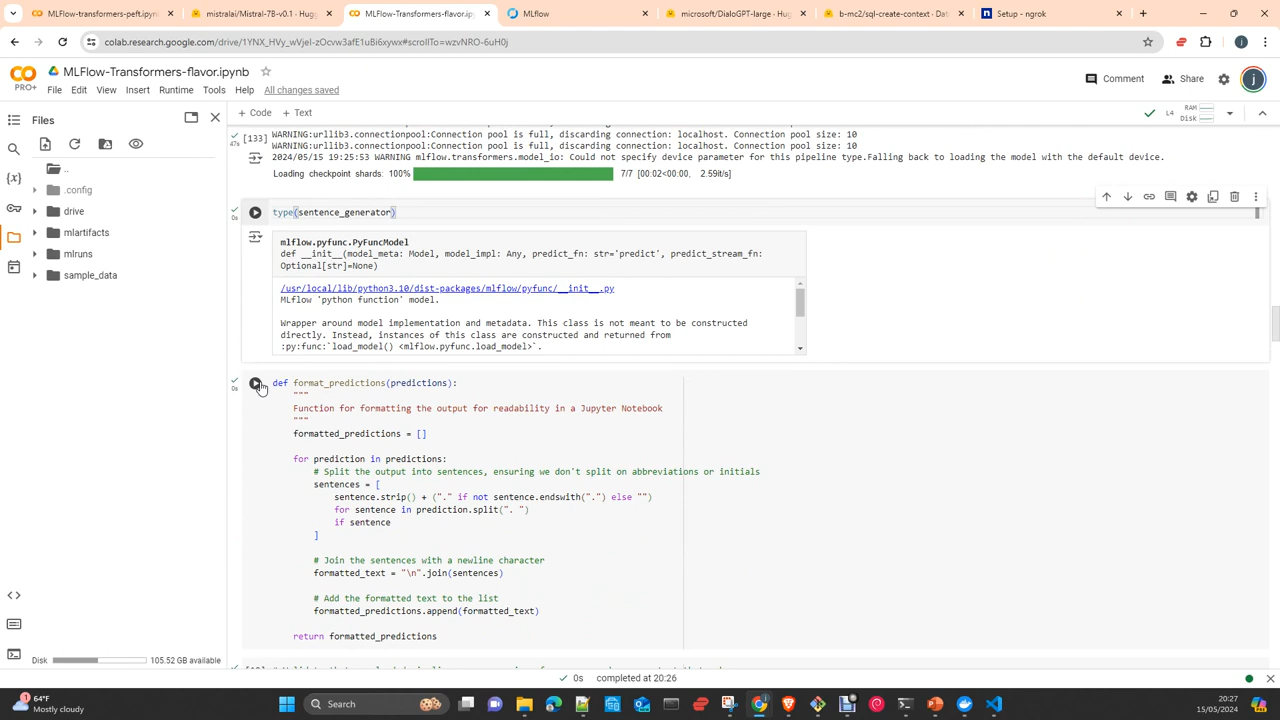 MLFlow-transformers-peft.ipynb
mistralai/Mistral-7B-v0.1 · Hugg
MLFlow-Transformers-flavor.ipy
MLflow
microsoft/DialoGPT-large · Hugg
b-mc2/sql-create-context · Dat
Setup - ngrok
colab.research.google.com/drive/1YNX_HVy_wVjeI-zOcvw3afE1uBi6xywx#scrollTo=wzvNRO-6uH0j
MLFlow-Transformers-flavor.ipynb
PRO+
File Edit View Insert Runtime Tools Help All changes saved
Comment
Share
Files
+ Code + Text
L4
RAM
Disk
..
.config
drive
mlartifacts
mlruns
sample_data
47s
[133]
WARNING:urllib3.connectionpool:Connection pool is full, discarding connection: localhost. Connection pool size: 10
WARNING:urllib3.connectionpool:Connection pool is full, discarding connection: localhost. Connection pool size: 10
2024/05/15 19:25:53 WARNING mlflow.transformers.model_io: Could not specify device parameter for this pipeline type.Falling back to loading the model with the default device.
Loading checkpoint shards: 100% 7/7 [00:02<00:00, 2.59it/s]
0s
type(sentence_generator)
mlflow.pyfunc.PyFuncModel
def __init__(model_meta: Model, model_impl: Any, predict_fn: str='predict', predict_stream_fn:
Optional[str]=None)
/usr/local/lib/python3.10/dist-packages/mlflow/pyfunc/__init__.py
MLflow 'python function' model.
Wrapper around model implementation and metadata. This class is not meant to be constructed
directly. Instead, instances of this class are constructed and returned from
:py:func:`load_model() <mlflow.pyfunc.load_model>`.
0s
def format_predictions(predictions):
"""
Function for formatting the output for readability in a Jupyter Notebook
"""
formatted_predictions = []
for prediction in predictions:
# Split the output into sentences, ensuring we don't split on abbreviations or initials
sentences = [
sentence.strip() + ("." if not sentence.endswith(".") else "")
for sentence in prediction.split(". ")
if sentence
]
# Join the sentences with a newline character
formatted_text = "\n".join(sentences)
# Add the formatted text to the list
formatted_predictions.append(formatted_text)
return formatted_predictions
Disk
105.52 GB available
0s completed at 20:26
64°F
Mostly cloudy
Search
20:27
15/05/2024